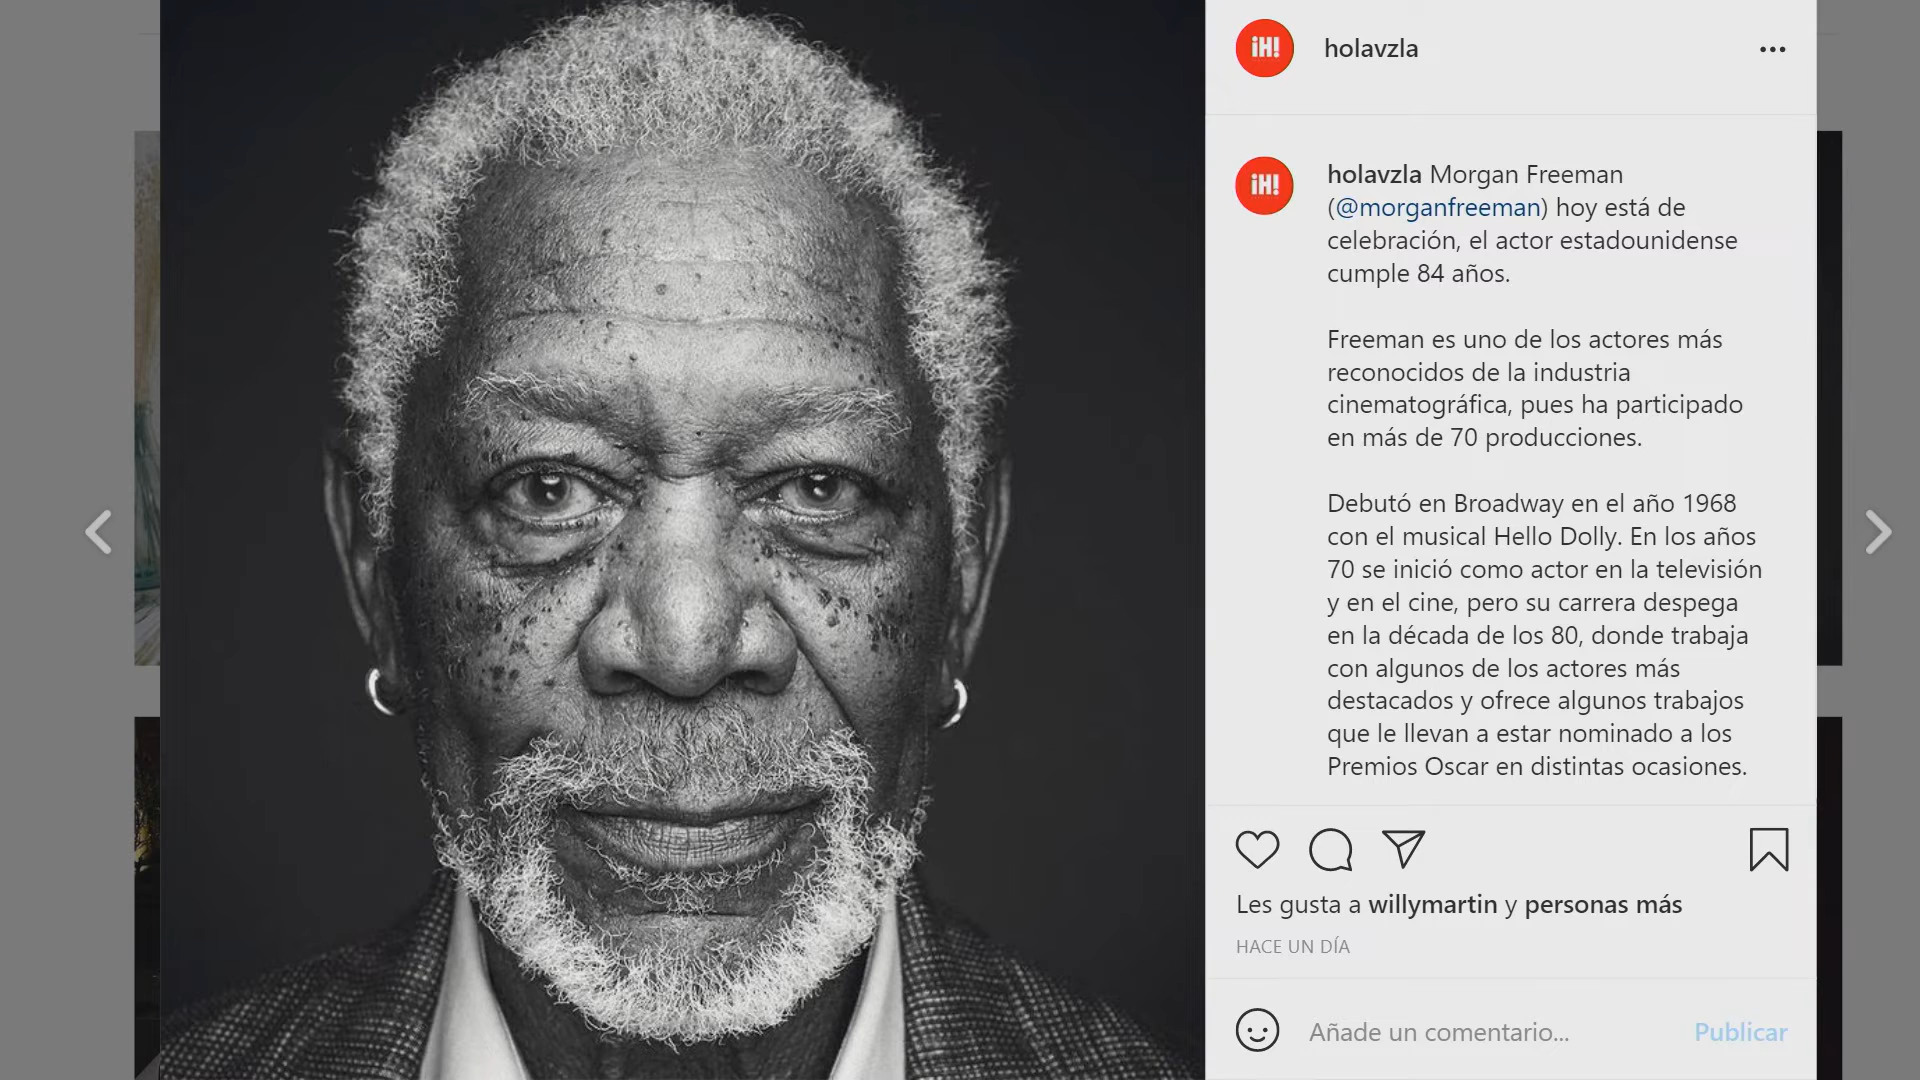 ¡H!
holavzla
¡H!
holavzla Morgan Freeman
(@morganfreeman) hoy está de
celebración, el actor estadounidense
cumple 84 años.
Freeman es uno de los actores más
reconocidos de la industria
cinematográfica, pues ha participado
en más de 70 producciones.
Debutó en Broadway en el año 1968
con el musical Hello Dolly. En los años
70 se inició como actor en la televisión
y en el cine, pero su carrera despega
en la década de los 80, donde trabaja
con algunos de los actores más
destacados y ofrece algunos trabajos
que le llevan a estar nominado a los
Premios Oscar en distintas ocasiones.
Les gusta a willymartin y personas más
HACE UN DÍA
Añade un comentario...
Publicar